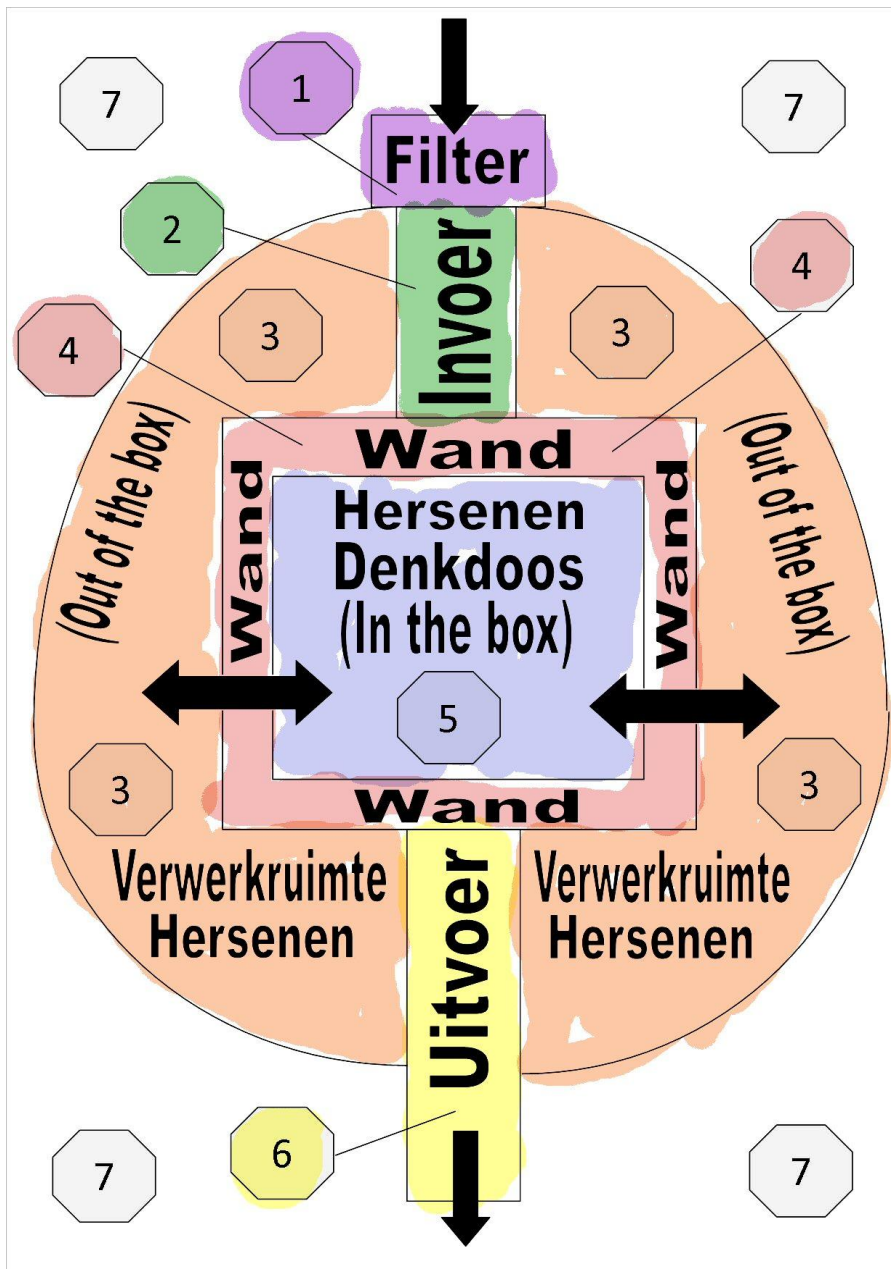 1
7
7
Filter
2
Invoer
4
3
3
4
(Out of the box)
(Out of the box)
Wand
Wand
Wand
Hersenen
Denkdoos
(In the box)
5
3
3
Wand
Verwerkruimte
Hersenen
Verwerkruimte
Hersenen
Uitvoer
6
7
7